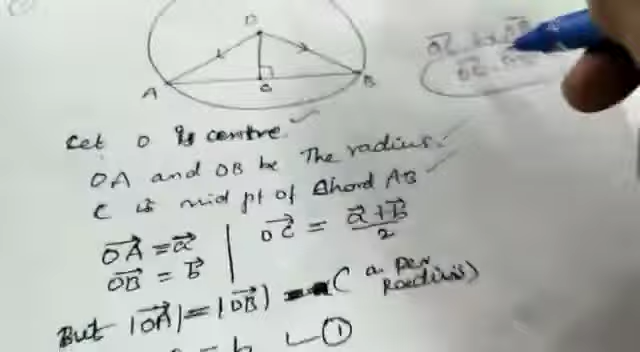 O
A
B
Let O is centre.
OA and OB be The radius.
C is mid pt of Chord AB
OA = a | OC = a + b / 2
OB = b
But |OA| = |OB| ( as per radius)
= b ①